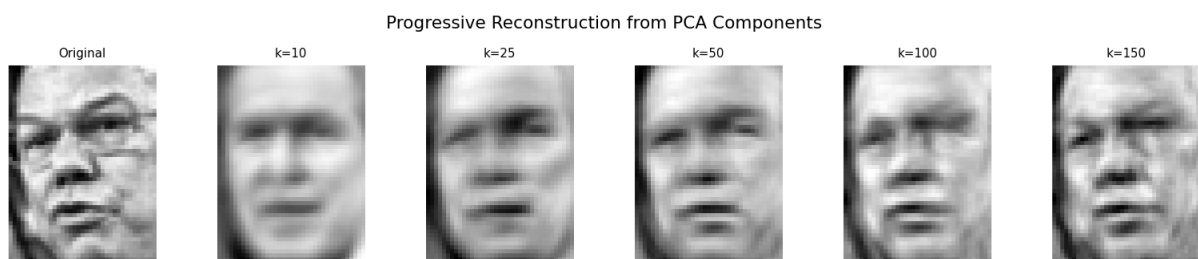 Progressive Reconstruction from PCA Components
Original
k=10
k=25
k=50
k=100
k=150